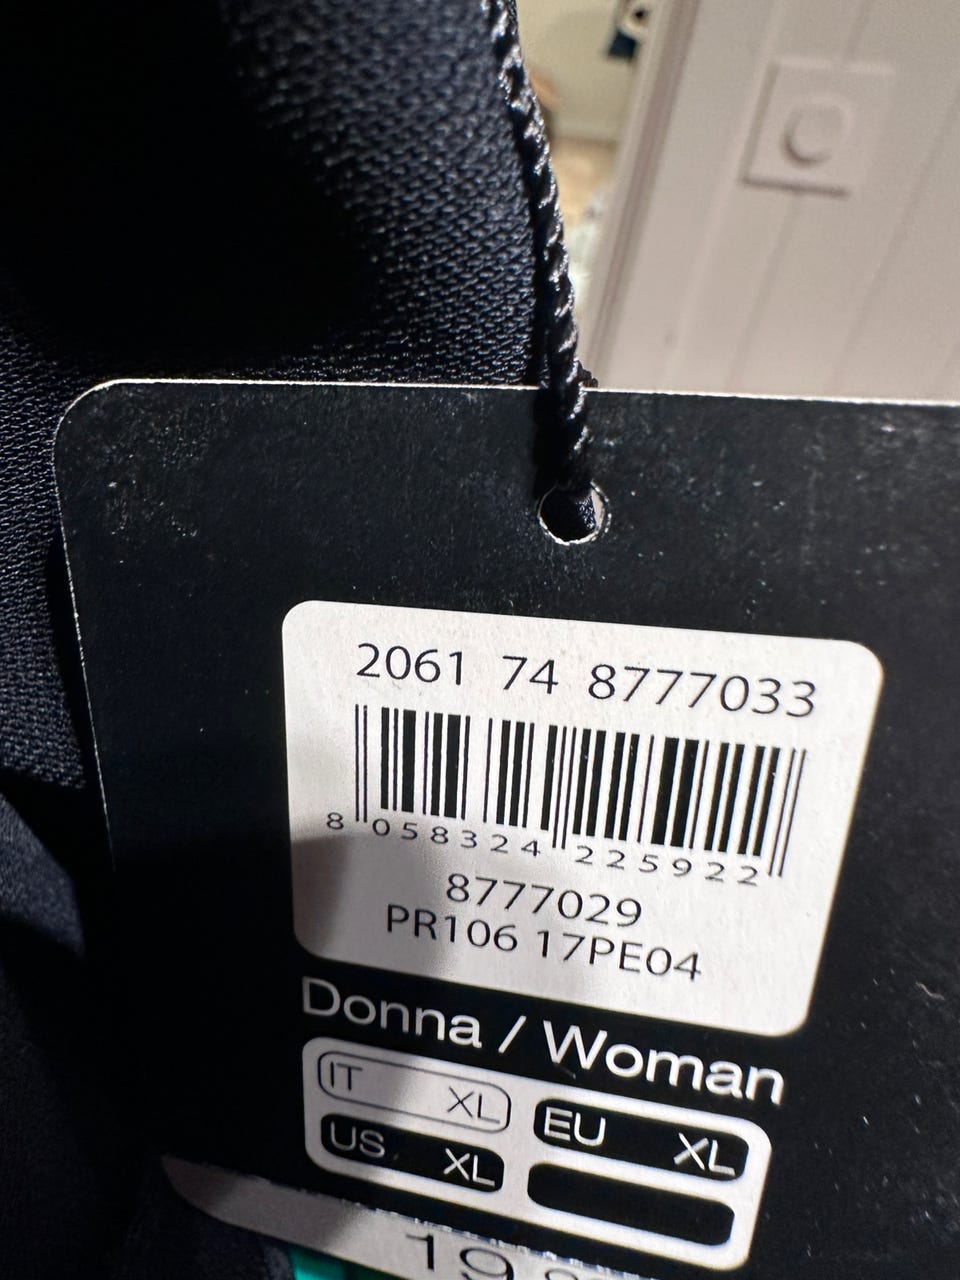 2061 74 8777033
8 058324 225922
8777029
PR106 17PE04
Donna / Woman
IT XL EU XL
US XL